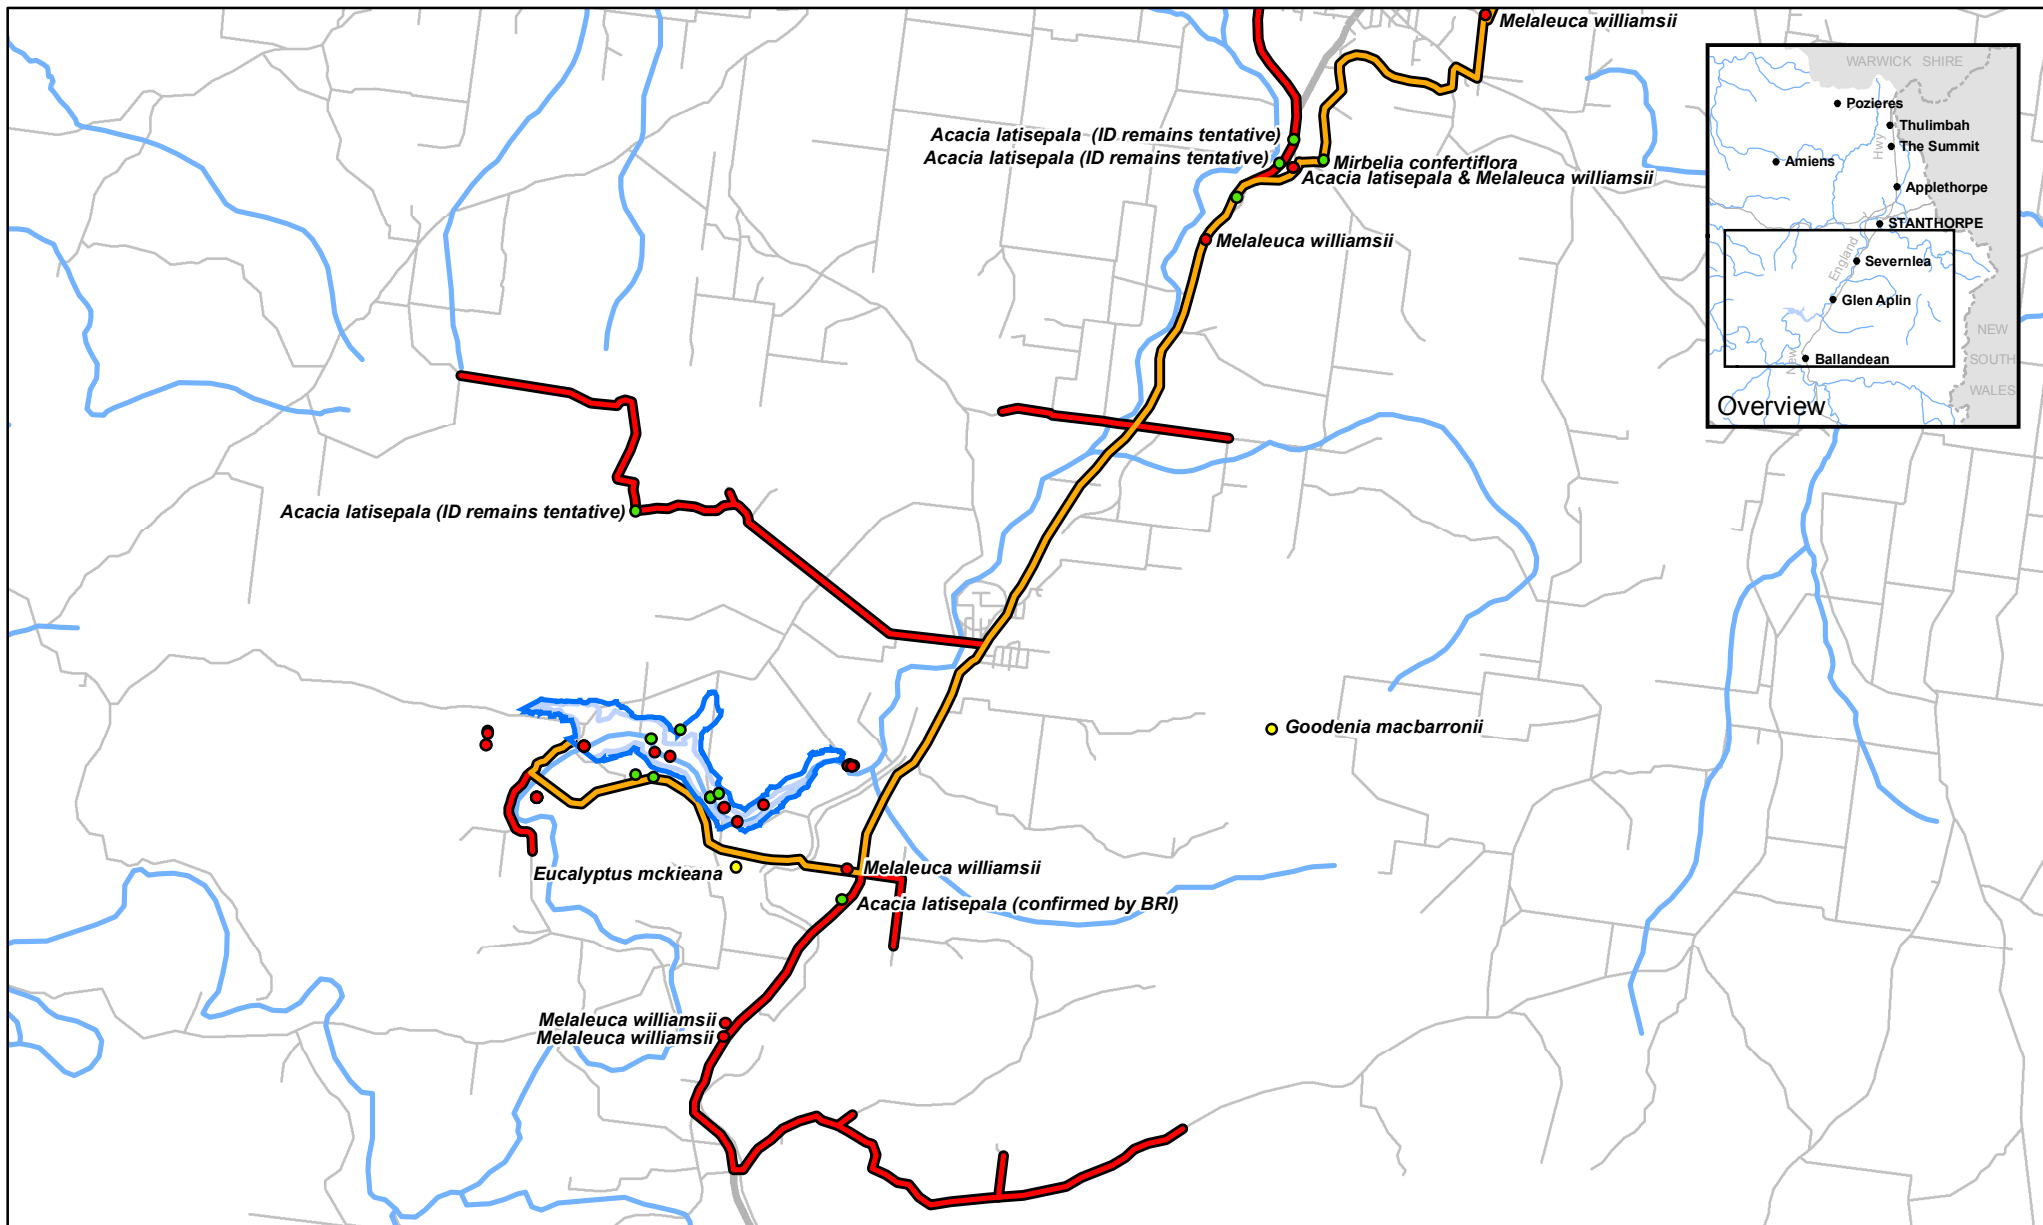 Melaleuca williamsii
WARWICK SHIRE
Pozieres
Thulimbah
Hwy
The Summit
Amiens
Applethorpe
STANTHORPE
England
Severnlea
Glen Aplin
NEW
SOUTH
WALES
New
Ballandean
Overview
Acacia latisepala (ID remains tentative)
Acacia latisepala (ID remains tentative)
Mirbelia confertiflora
Acacia latisepala & Melaleuca williamsii
Melaleuca williamsii
Acacia latisepala (ID remains tentative)
Goodenia macbarronii
Eucalyptus mckieana
Melaleuca williamsii
Acacia latisepala (confirmed by BRI)
Melaleuca williamsii
Melaleuca williamsii